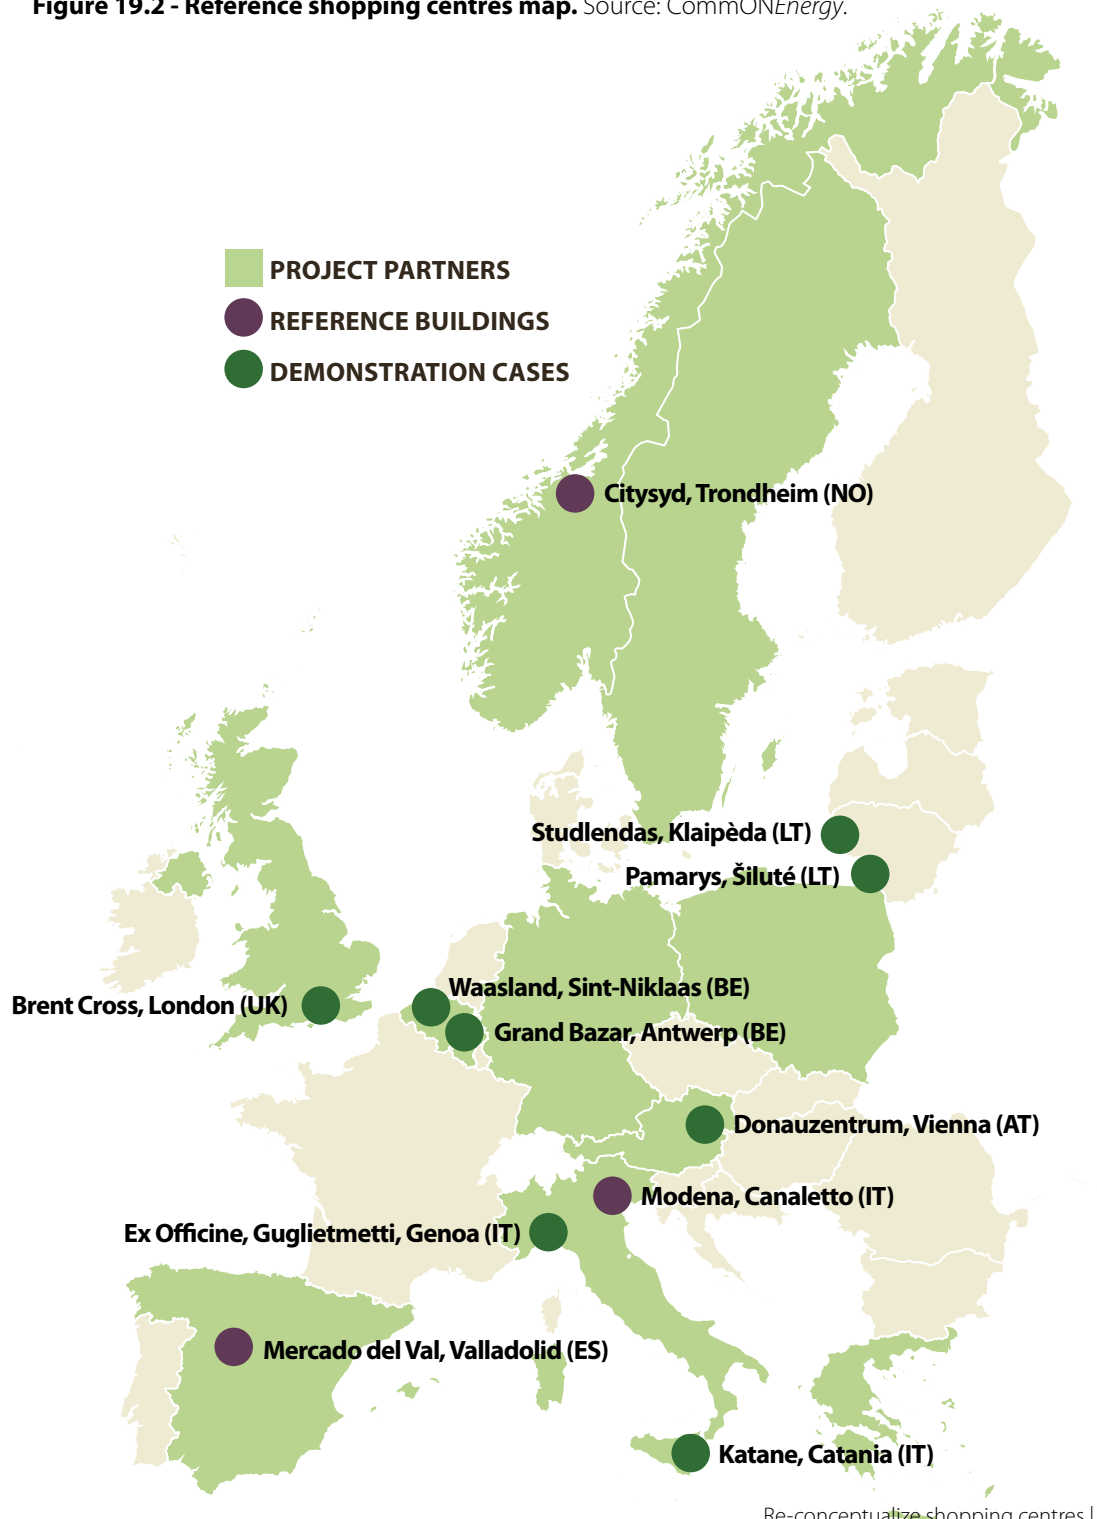 Figure 19.2 - Reference shopping centres map. Source: CommONEnergy.
PROJECT PARTNERS
REFERENCE BUILDINGS
DEMONSTRATION CASES
Citysyd, Trondheim (NO)
Studlendas, Klaipèda (LT)
Pamarys, Šiluté (LT)
Waasland, Sint-Niklaas (BE)
Brent Cross, London (UK)
Grand Bazar, Antwerp (BE)
Donauzentrum, Vienna (AT)
Modena, Canaletto (IT)
Ex Officine, Guglietmetti, Genoa (IT)
Mercado del Val, Valladolid (ES)
Katane, Catania (IT)
Re-conceptualize shopping centres |